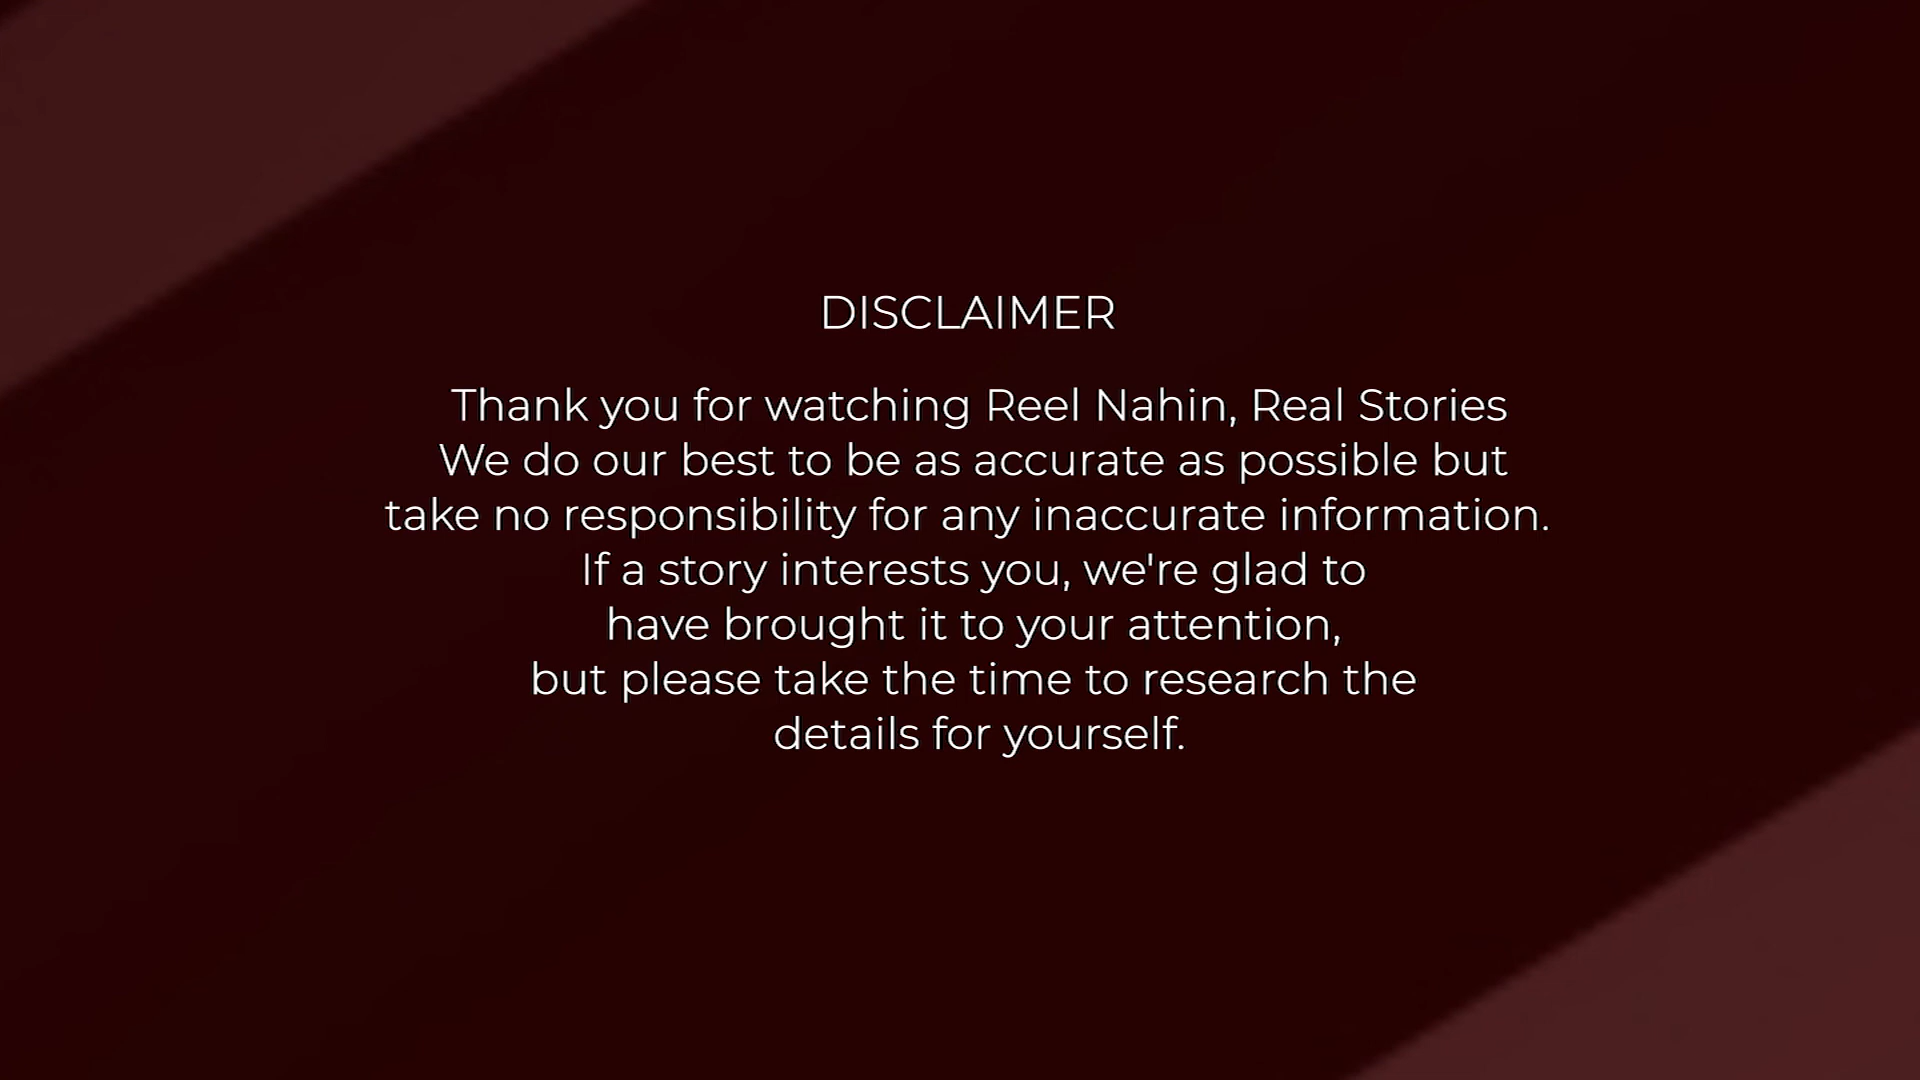 DISCLAIMER
Thank you for watching Reel Nahin, Real Stories
We do our best to be as accurate as possible but
take no responsibility for any inaccurate information.
If a story interests you, we're glad to
have brought it to your attention,
but please take the time to research the
details for yourself.